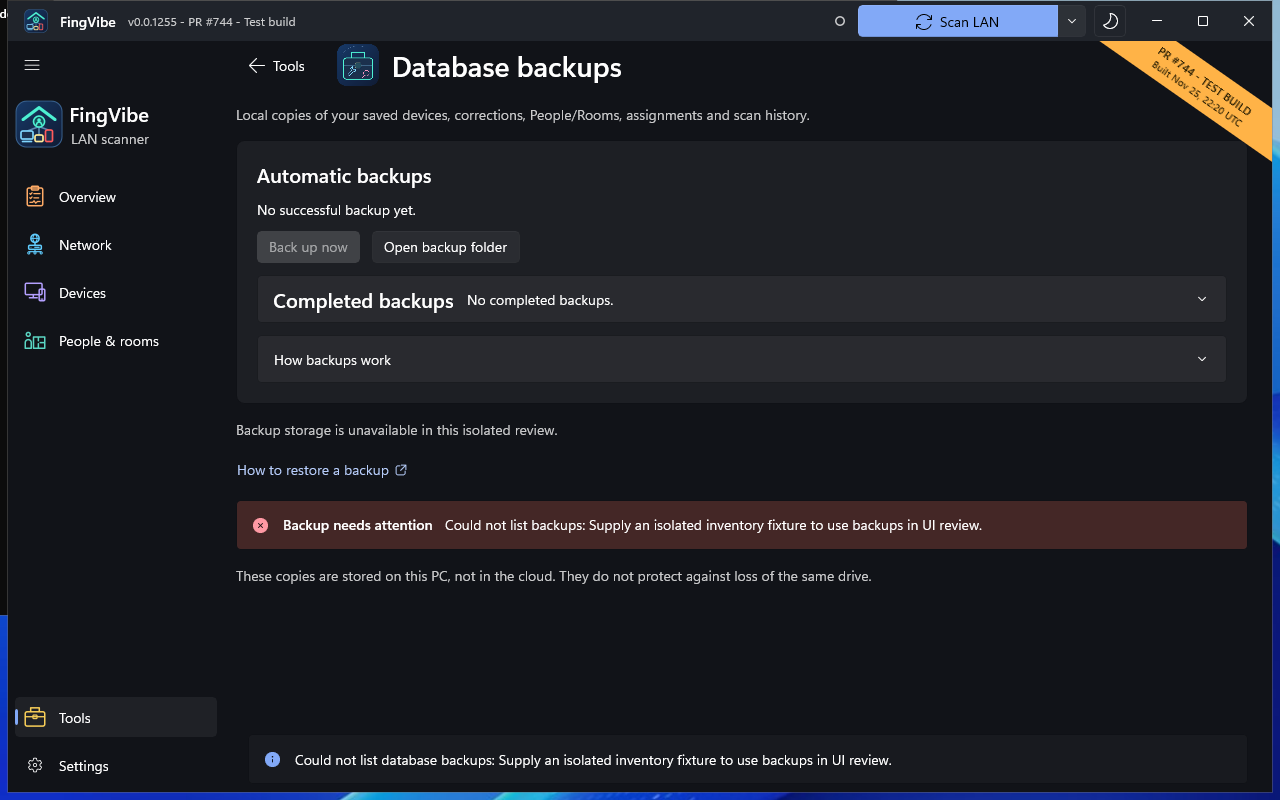 FingVibe v0.0.1255 - PR #744 - Test build
Scan LAN
PR #744 - TEST BUILD
Built Nov 25, 22:20 UTC
FingVibe
LAN scanner
Overview
Network
Devices
People & rooms
Tools
Settings
Tools
Database backups
Local copies of your saved devices, corrections, People/Rooms, assignments and scan history.
Automatic backups
No successful backup yet.
Back up now
Open backup folder
Completed backups No completed backups.
How backups work
Backup storage is unavailable in this isolated review.
How to restore a backup
Backup needs attention Could not list backups: Supply an isolated inventory fixture to use backups in UI review.
These copies are stored on this PC, not in the cloud. They do not protect against loss of the same drive.
Could not list database backups: Supply an isolated inventory fixture to use backups in UI review.